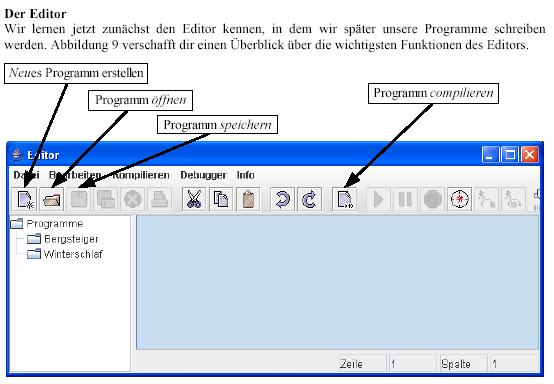 Der Editor
Wir lernen jetzt zunächst den Editor kennen, in dem wir später unsere Programme schreiben
werden. Abbildung 9 verschafft dir einen Überblick über die wichtigsten Funktionen des Editors.
Neues Programm erstellen
Programm öffnen
Programm compilieren
Programm speichern
Editor
Datei Bearbeiten Kompilieren Debugger Info
Programme
Bergsteiger
Winterschlaf
Zeile 1 Spalte 1